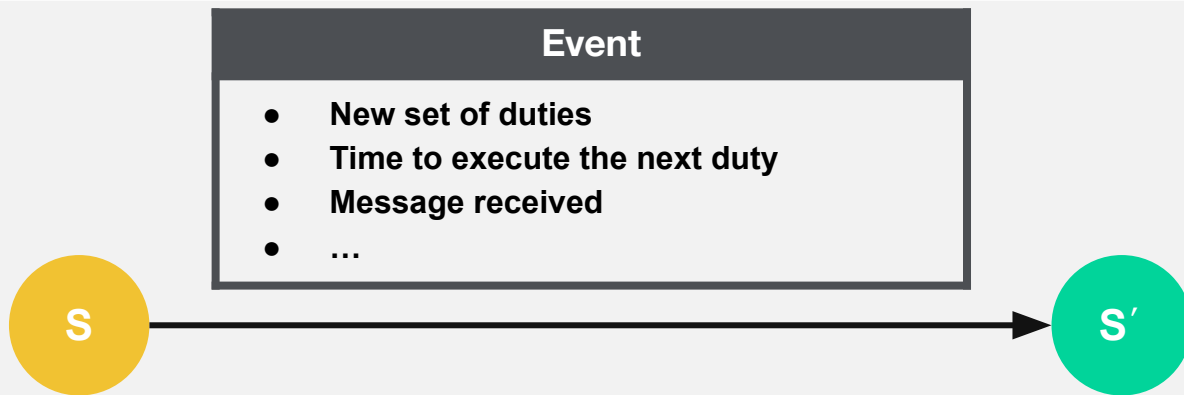 Event
● New set of duties
● Time to execute the next duty
● Message received
● …
S
S′